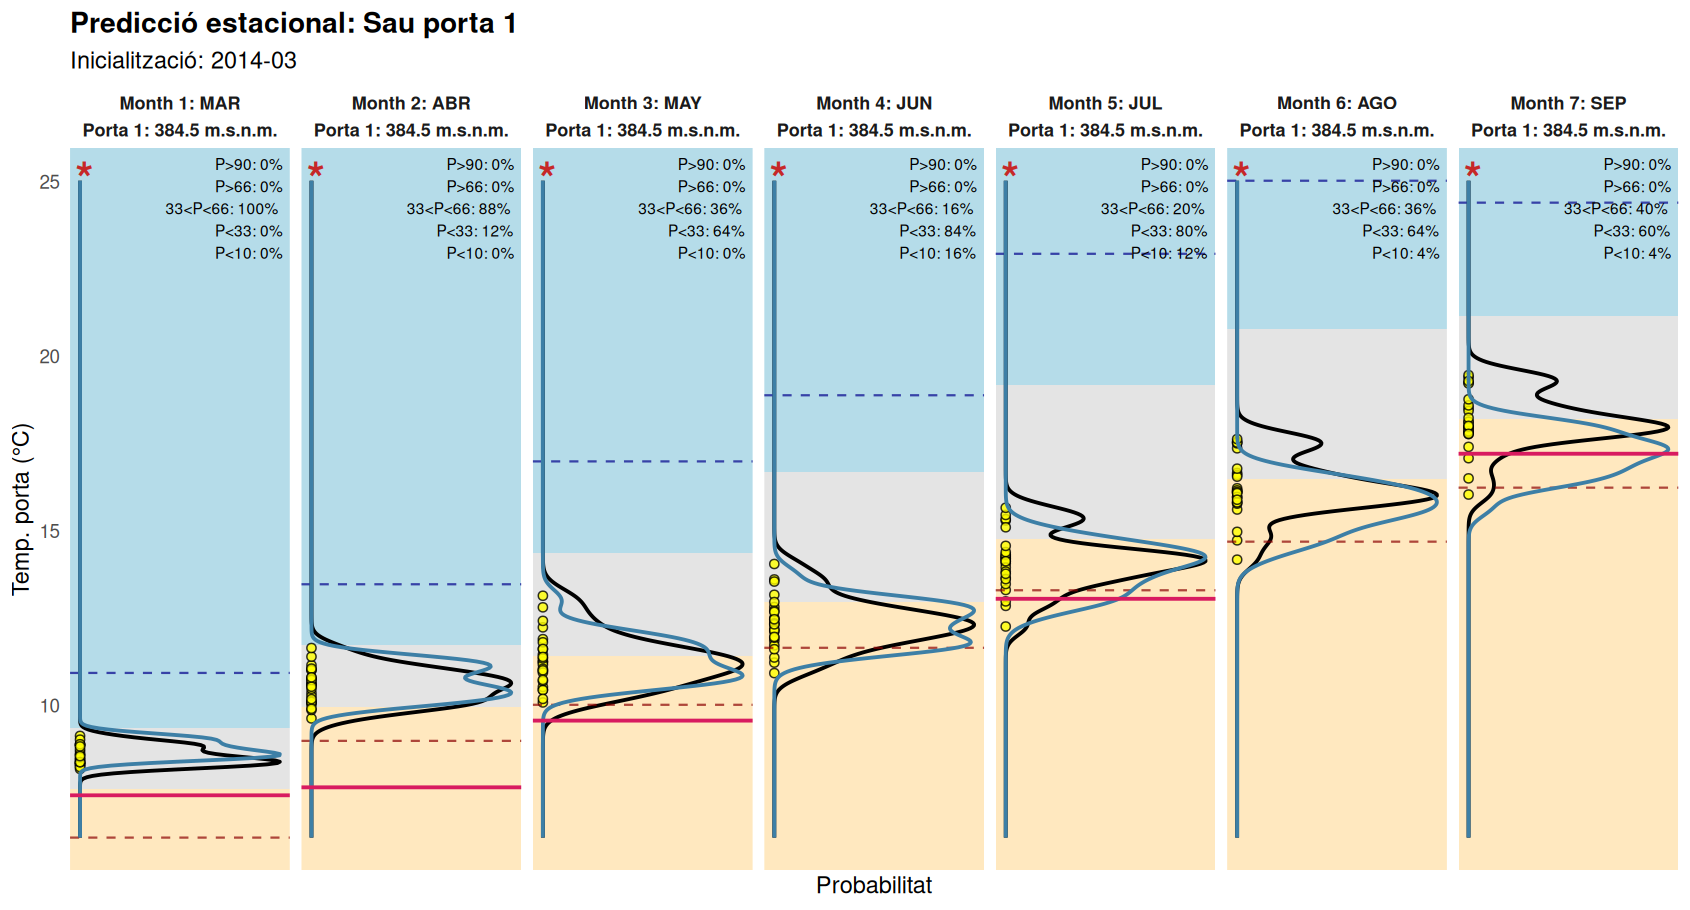 Predicció estacional: Sau porta 1
Inicialització: 2014-03
Month 1: MAR
Porta 1: 384.5 m.s.n.m.
Month 2: ABR
Porta 1: 384.5 m.s.n.m.
Month 3: MAY
Porta 1: 384.5 m.s.n.m.
Month 4: JUN
Porta 1: 384.5 m.s.n.m.
Month 5: JUL
Porta 1: 384.5 m.s.n.m.
Month 6: AGO
Porta 1: 384.5 m.s.n.m.
Month 7: SEP
Porta 1: 384.5 m.s.n.m.
*
P>90: 0%
P>66: 0%
33<P<66: 100%
P<33: 0%
P<10: 0%
*
P>90: 0%
P>66: 0%
33<P<66: 88%
P<33: 12%
P<10: 0%
*
P>90: 0%
P>66: 0%
33<P<66: 36%
P<33: 64%
P<10: 0%
*
P>90: 0%
P>66: 0%
33<P<66: 16%
P<33: 84%
P<10: 16%
*
P>90: 0%
P>66: 0%
33<P<66: 20%
P<33: 80%
P<10: 12%
*
P>90: 0%
P>66: 0%
33<P<66: 36%
P<33: 64%
P<10: 4%
*
P>90: 0%
P>66: 0%
33<P<66: 40%
P<33: 60%
P<10: 4%
25
20
15
10
Temp. porta (°C)
Probabilitat